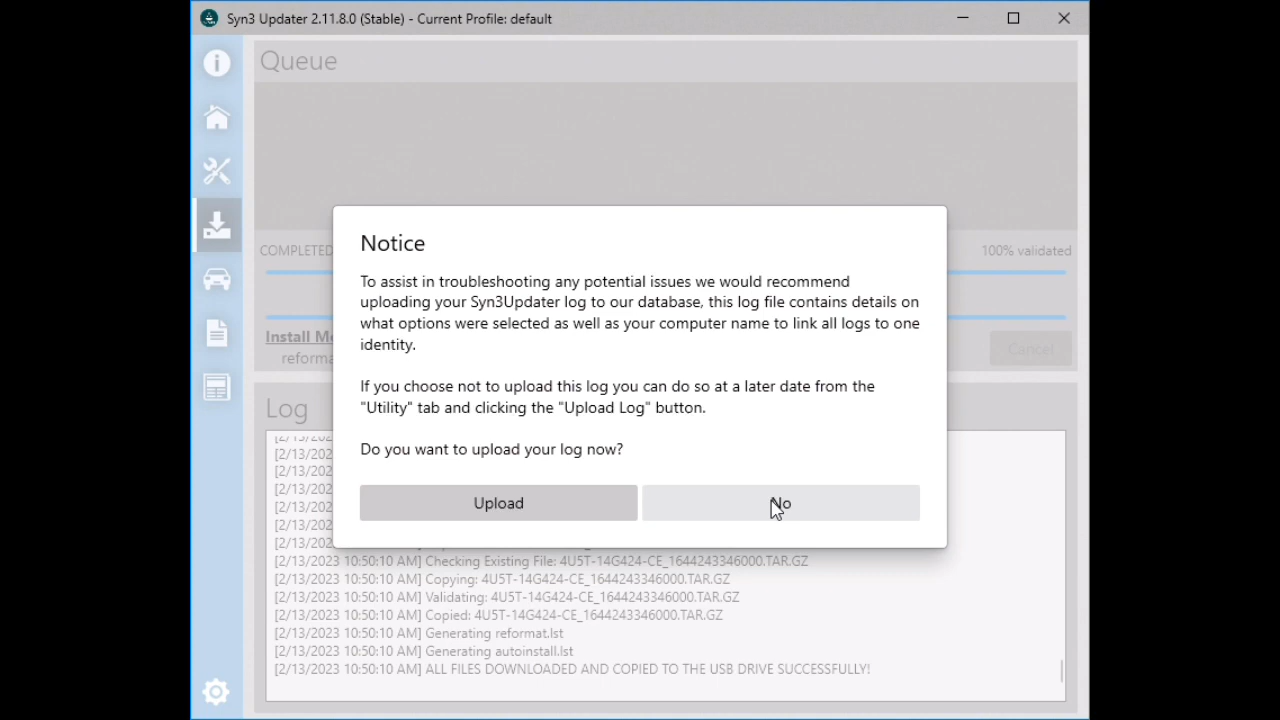 Syn3 Updater 2.11.8.0 (Stable) - Current Profile: default
Queue
COMPLETED
100% validated
Install
reforma
Cancel
Notice
To assist in troubleshooting any potential issues we would recommend
uploading your Syn3Updater log to our database, this log file contains details on
what options were selected as well as your computer name to link all logs to one
identity.
If you choose not to upload this log you can do so at a later date from the
"Utility" tab and clicking the "Upload Log" button.
Do you want to upload your log now?
Upload
No
Log
[2/13/202
[2/13/202
[2/13/202
[2/13/202
[2/13/202
[2/13/202
[2/13/2023 10:50:10 AM] Checking Existing File: 4U5T-14G424-CE_1644243346000.TAR.GZ
[2/13/2023 10:50:10 AM] Copying: 4U5T-14G424-CE_1644243346000.TAR.GZ
[2/13/2023 10:50:10 AM] Validating: 4U5T-14G424-CE_1644243346000.TAR.GZ
[2/13/2023 10:50:10 AM] Copied: 4U5T-14G424-CE_1644243346000.TAR.GZ
[2/13/2023 10:50:10 AM] Generating reformat.lst
[2/13/2023 10:50:10 AM] Generating autoinstall.lst
[2/13/2023 10:50:10 AM] ALL FILES DOWNLOADED AND COPIED TO THE USB DRIVE SUCCESSFULLY!